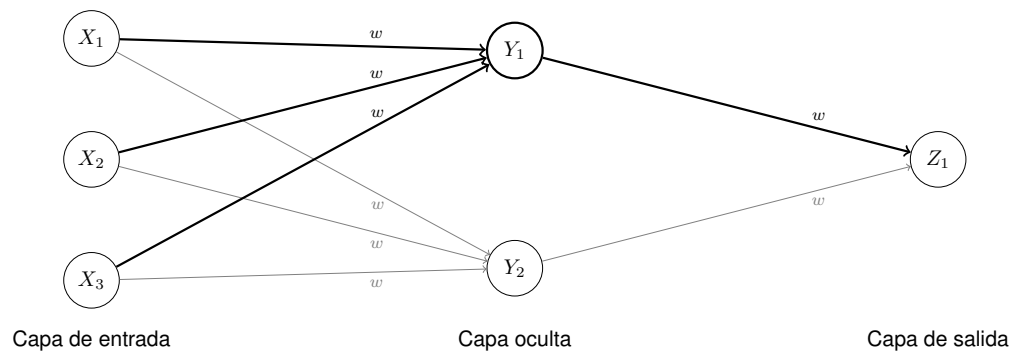 X₁
w
Y₁
w
w
w
X₂
Z₁
w
w
w
X₃
w
Y₂
Capa de entrada
Capa oculta
Capa de salida